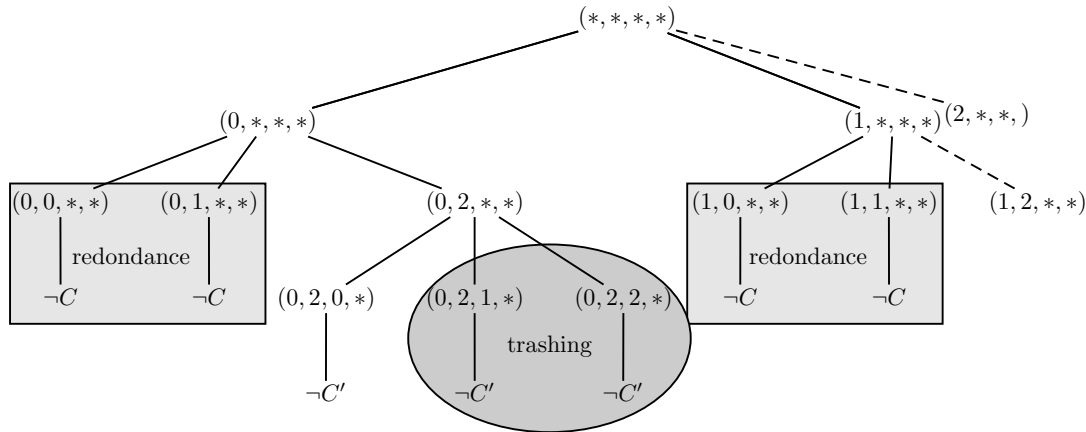 (∗, ∗, ∗, ∗)
(0, ∗, ∗, ∗) (1, ∗, ∗, ∗) (2, ∗, ∗, )
(0, 0, ∗, ∗) (0, 1, ∗, ∗) (0, 2, ∗, ∗) (1, 0, ∗, ∗) (1, 1, ∗, ∗) (1, 2, ∗, ∗)
redondance redondance
¬C ¬C (0, 2, 0, ∗) (0, 2, 1, ∗) (0, 2, 2, ∗) ¬C ¬C
trashing
¬C′ ¬C′ ¬C′